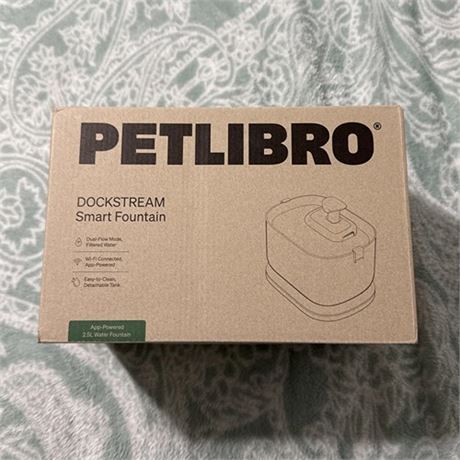 PETLIBRO®
DOCKSTREAM
Smart Fountain
Dual-Flow Mode,
Filtered Water
Wi-Fi Connected,
App-Powered
Easy-to-Clean,
Detachable Tank
App-Powered
2.5L Water Fountain